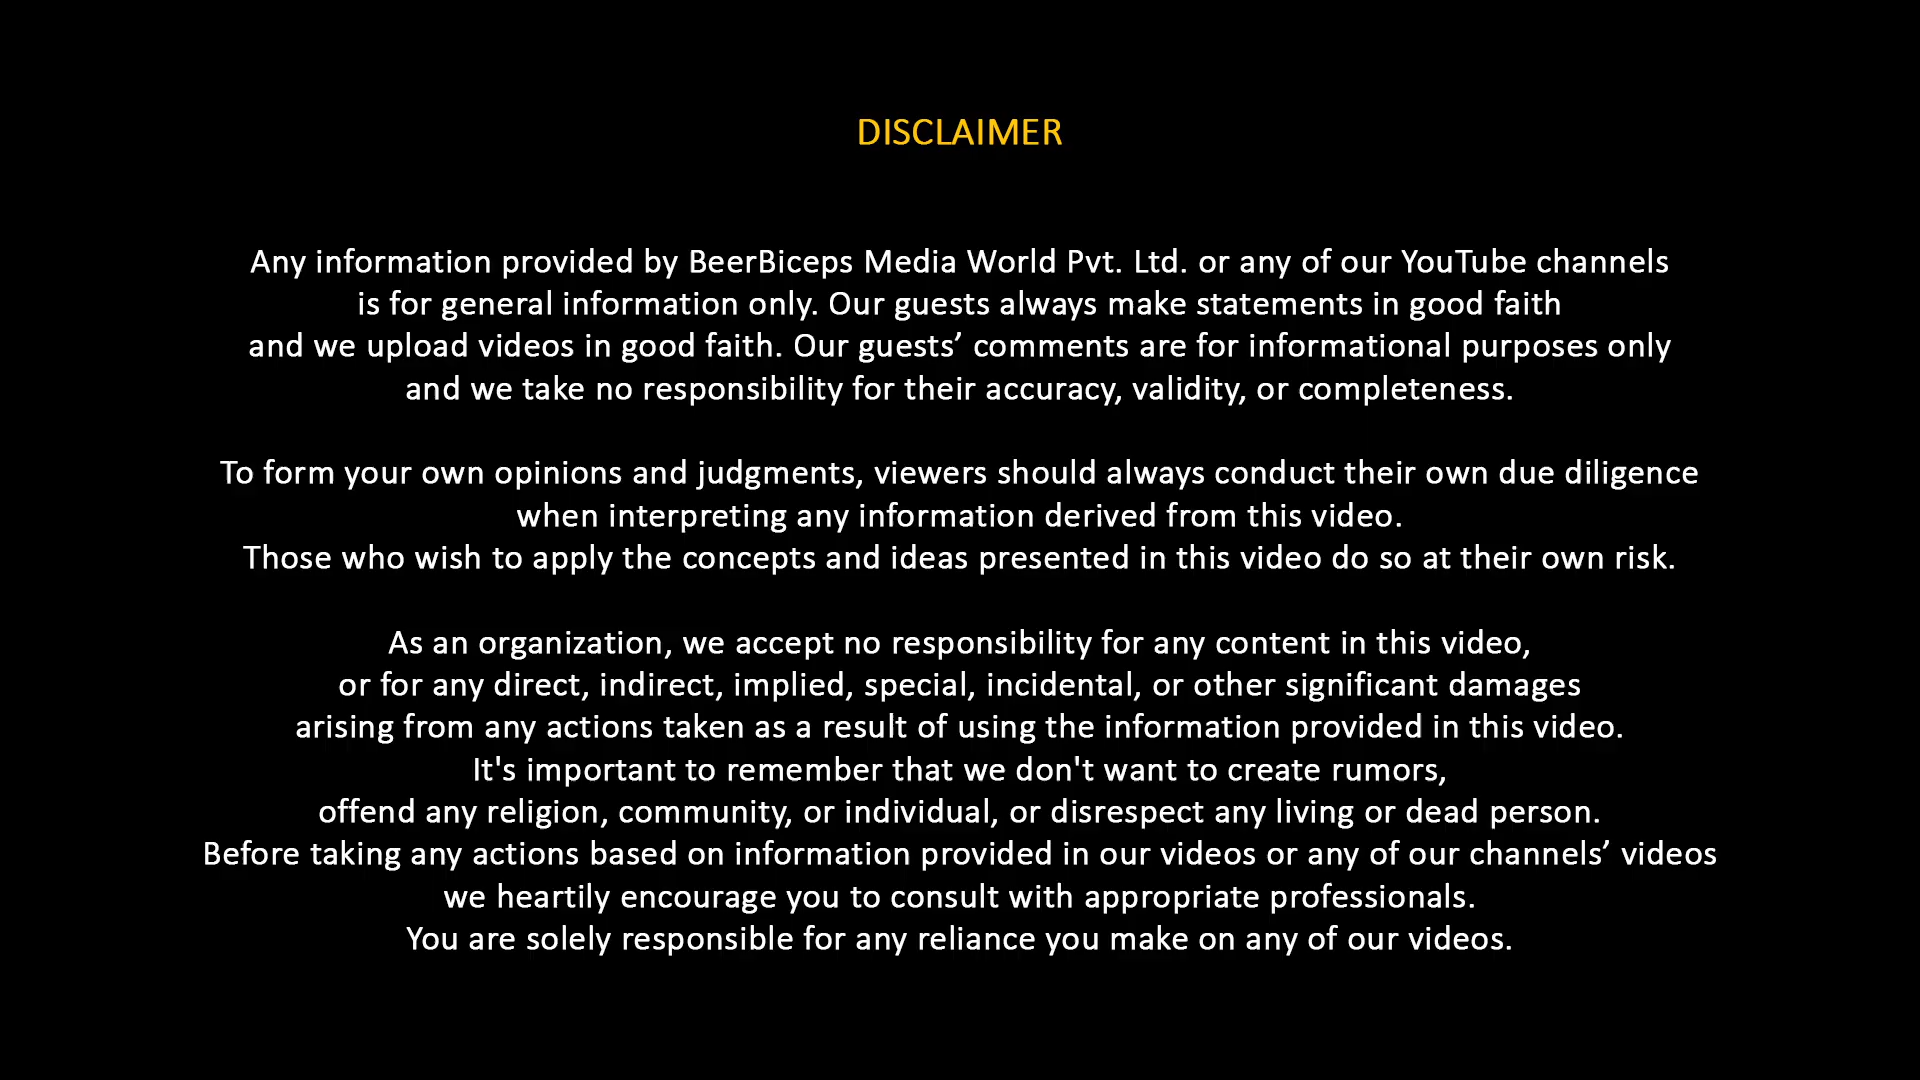 DISCLAIMER
Any information provided by BeerBiceps Media World Pvt. Ltd. or any of our YouTube channels
is for general information only. Our guests always make statements in good faith
and we upload videos in good faith. Our guests’ comments are for informational purposes only
and we take no responsibility for their accuracy, validity, or completeness.
To form your own opinions and judgments, viewers should always conduct their own due diligence
when interpreting any information derived from this video.
Those who wish to apply the concepts and ideas presented in this video do so at their own risk.
As an organization, we accept no responsibility for any content in this video,
or for any direct, indirect, implied, special, incidental, or other significant damages
arising from any actions taken as a result of using the information provided in this video.
It's important to remember that we don't want to create rumors,
offend any religion, community, or individual, or disrespect any living or dead person.
Before taking any actions based on information provided in our videos or any of our channels’ videos
we heartily encourage you to consult with appropriate professionals.
You are solely responsible for any reliance you make on any of our videos.